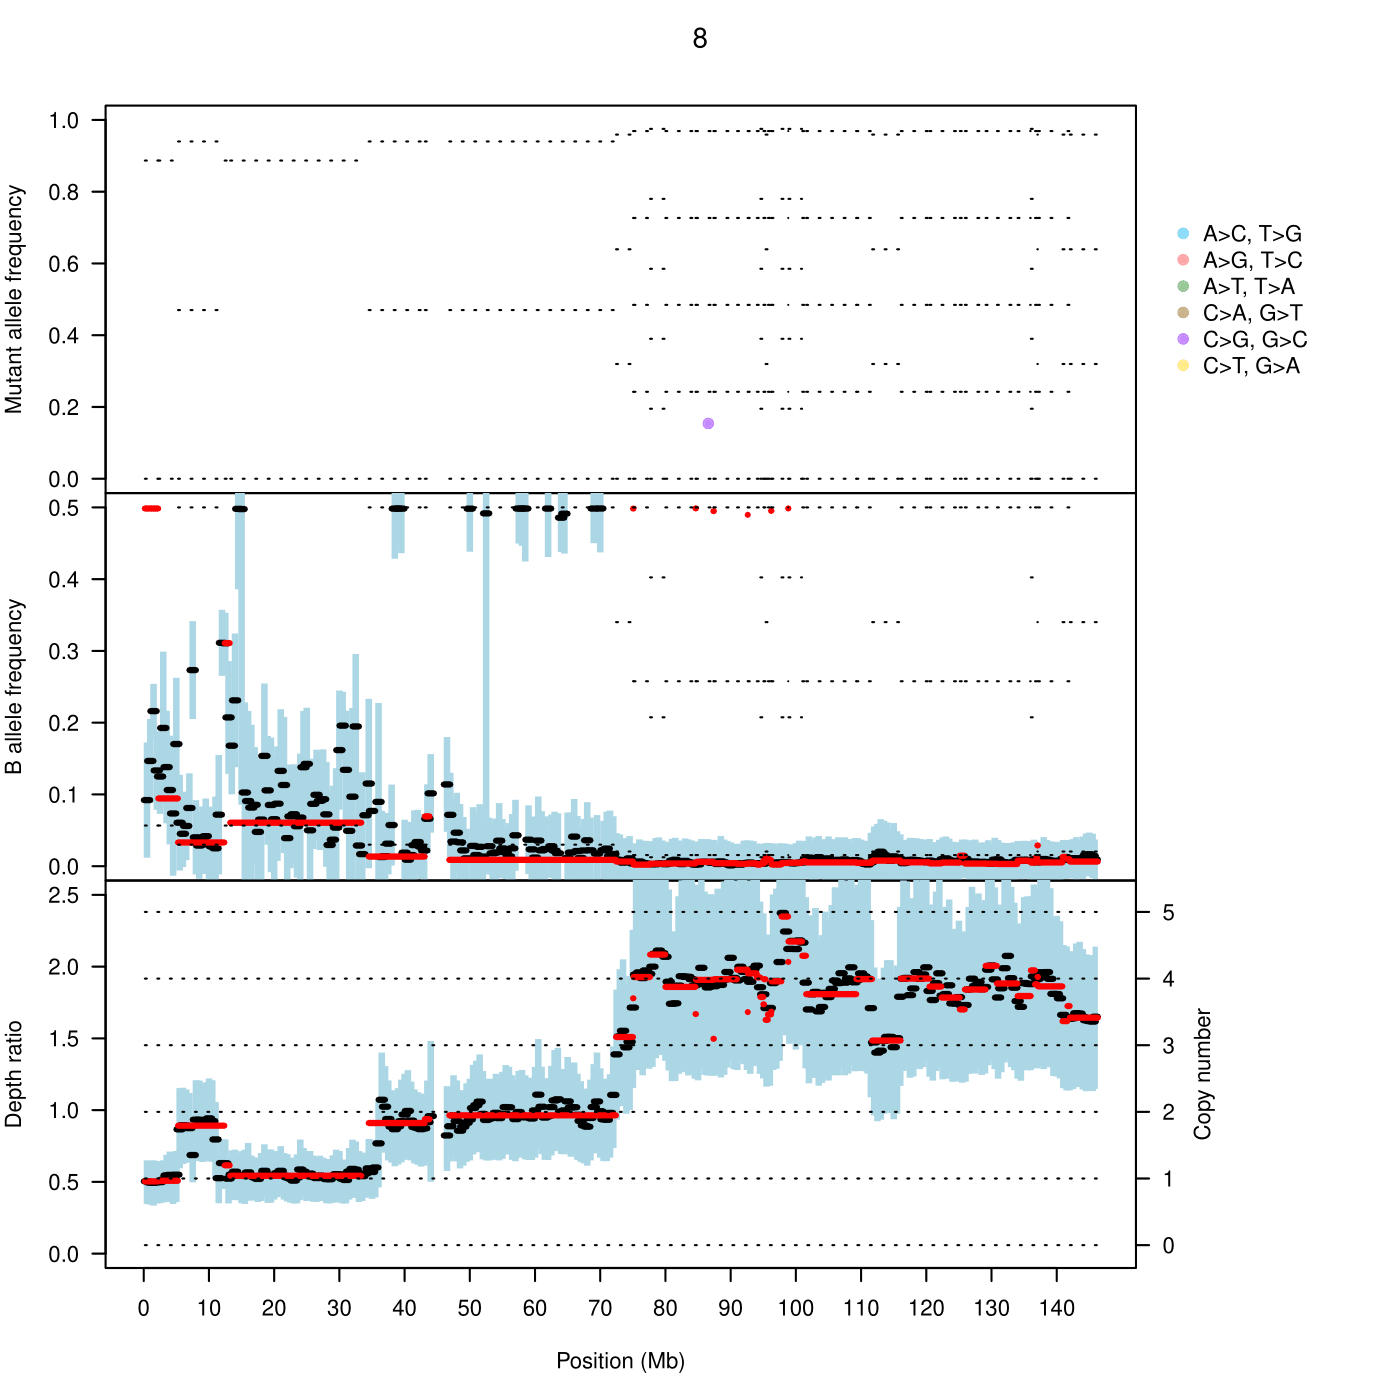 8
Mutant allele frequency
1.0
0.8
0.6
0.4
0.2
0.0
A>C, T>G
A>G, T>C
A>T, T>A
C>A, G>T
C>G, G>C
C>T, G>A
B allele frequency
0.5
0.4
0.3
0.2
0.1
0.0
Depth ratio
2.5
2.0
1.5
1.0
0.5
0.0
5
4
3
2
1
0
Copy number
0 10 20 30 40 50 60 70 80 90 100 110 120 130 140
Position (Mb)